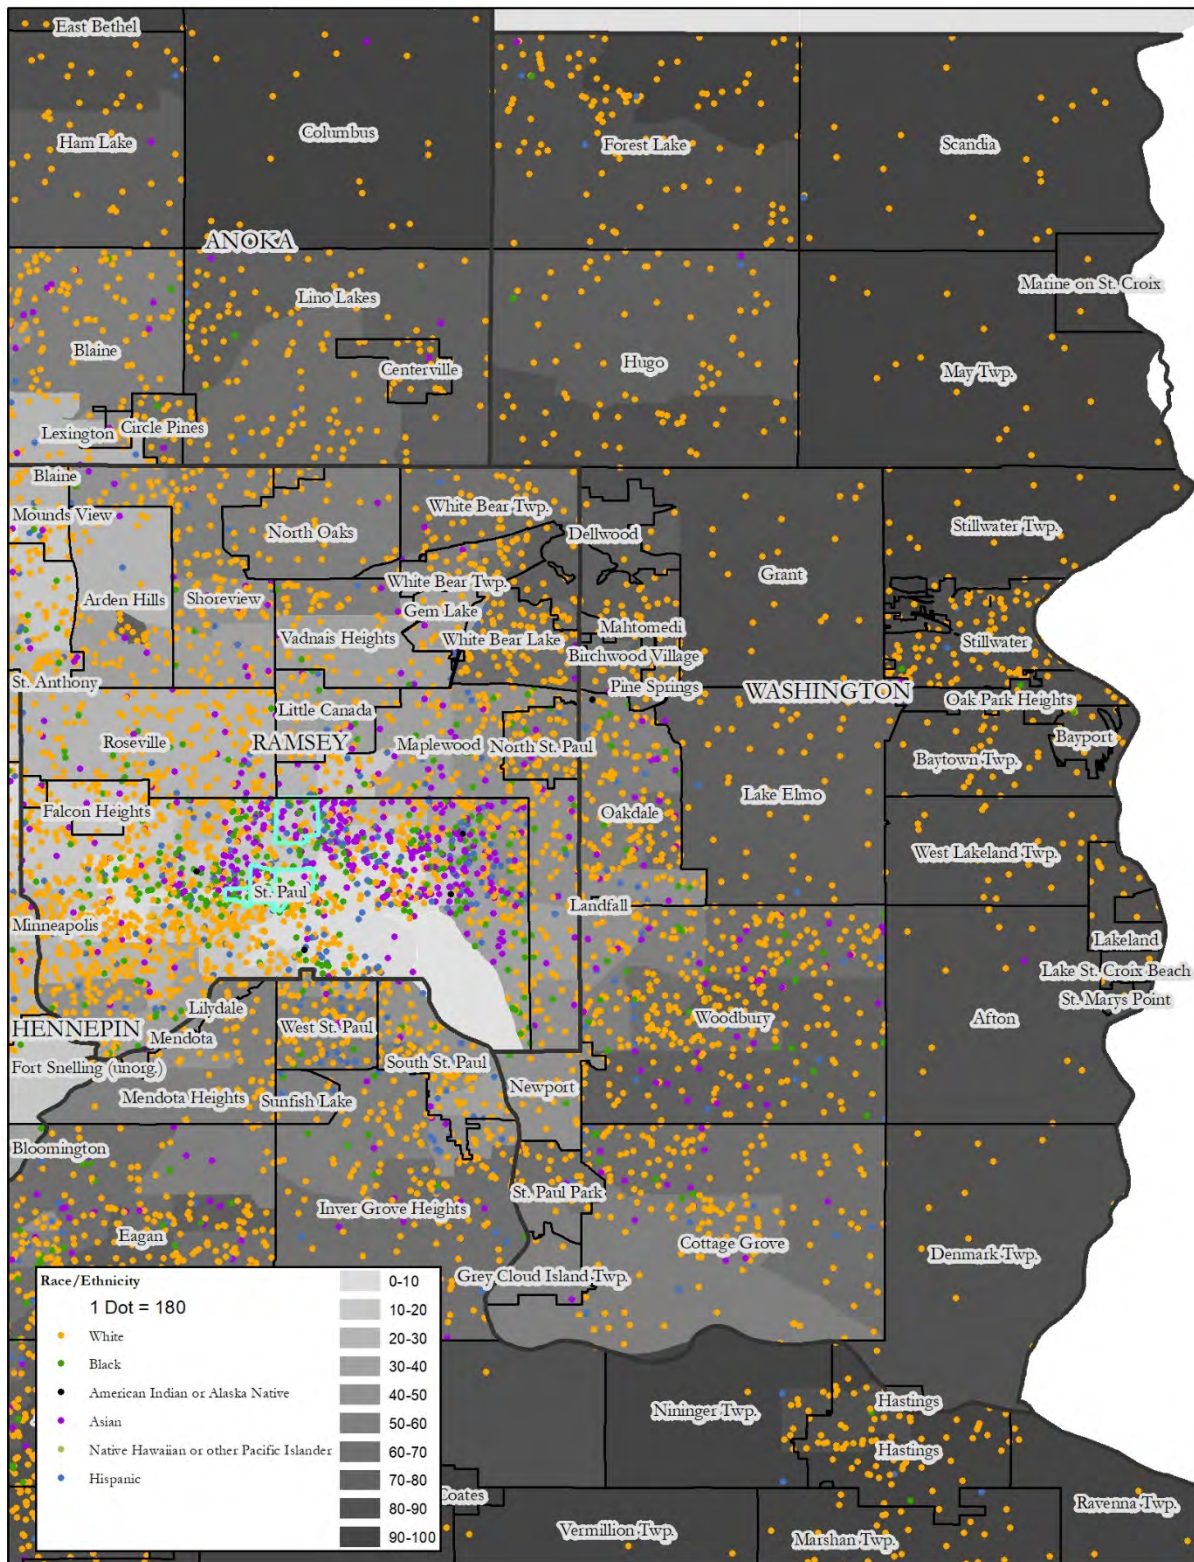 East Bethel
Ham Lake
Columbus
Forest Lake
Scandia
ANOKA
Marine on St. Croix
Lino Lakes
Blaine
Centerville
Hugo
May Twp.
Lexington
Circle Pines
Blaine
Mounds View
White Bear Twp.
North Oaks
Dellwood
Stillwater Twp.
Grant
White Bear Twp.
Arden Hills
Shoreview
Gem Lake
Vadnais Heights
White Bear Lake
Mahtomedi
Stillwater
Birchwood Village
St. Anthony
Pine Springs
WASHINGTON
Oak Park Heights
Little Canada
Roseville
RAMSEY
Maplewood
North St. Paul
Bayport
Baytown Twp.
Falcon Heights
Lake Elmo
Oakdale
West Lakeland Twp.
St. Paul
Landfall
Minneapolis
Lakeland
Lake St. Croix Beach
St. Marys Point
Lilydale
Woodbury
Afton
HENNEPIN
Mendota
West St. Paul
Fort Snelling (unorg.)
South St. Paul
Newport
Mendota Heights
Sunfish Lake
Bloomington
St. Paul Park
Inver Grove Heights
Eagan
Cottage Grove
Denmark Twp.
Grey Cloud Island Twp.
Race/Ethnicity
1 Dot = 180
White
Black
American Indian or Alaska Native
Asian
Native Hawaiian or other Pacific Islander
Hispanic
0-10
10-20
20-30
30-40
40-50
50-60
60-70
70-80
80-90
90-100
Nininger Twp.
Hastings
Hastings
Coates
Ravenna Twp.
Vermillion Twp.
Marshan Twp.